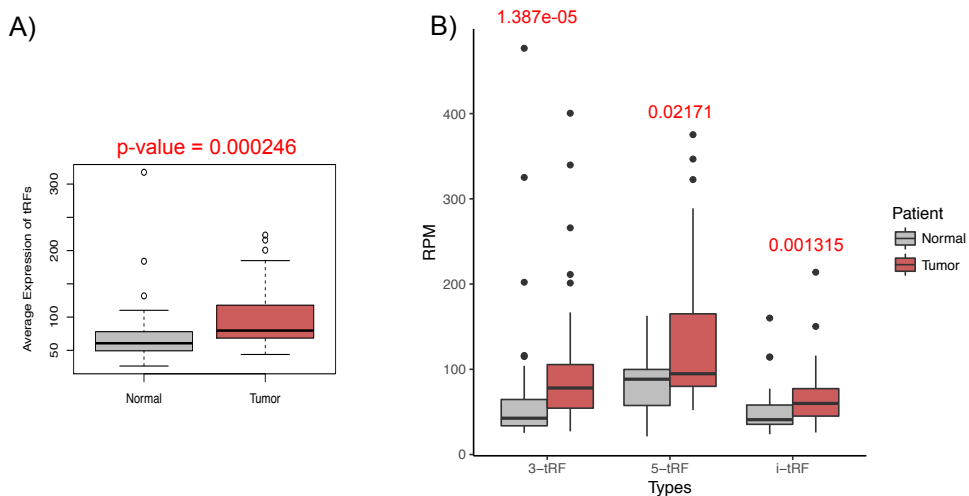 A)
p-value = 0.000246
Average Expression of tRFs
300
200
100
50
Normal
Tumor
B)
1.387e-05
0.02171
0.001315
RPM
400
300
200
100
0
3-tRF
5-tRF
i-tRF
Types
Patient
Normal
Tumor